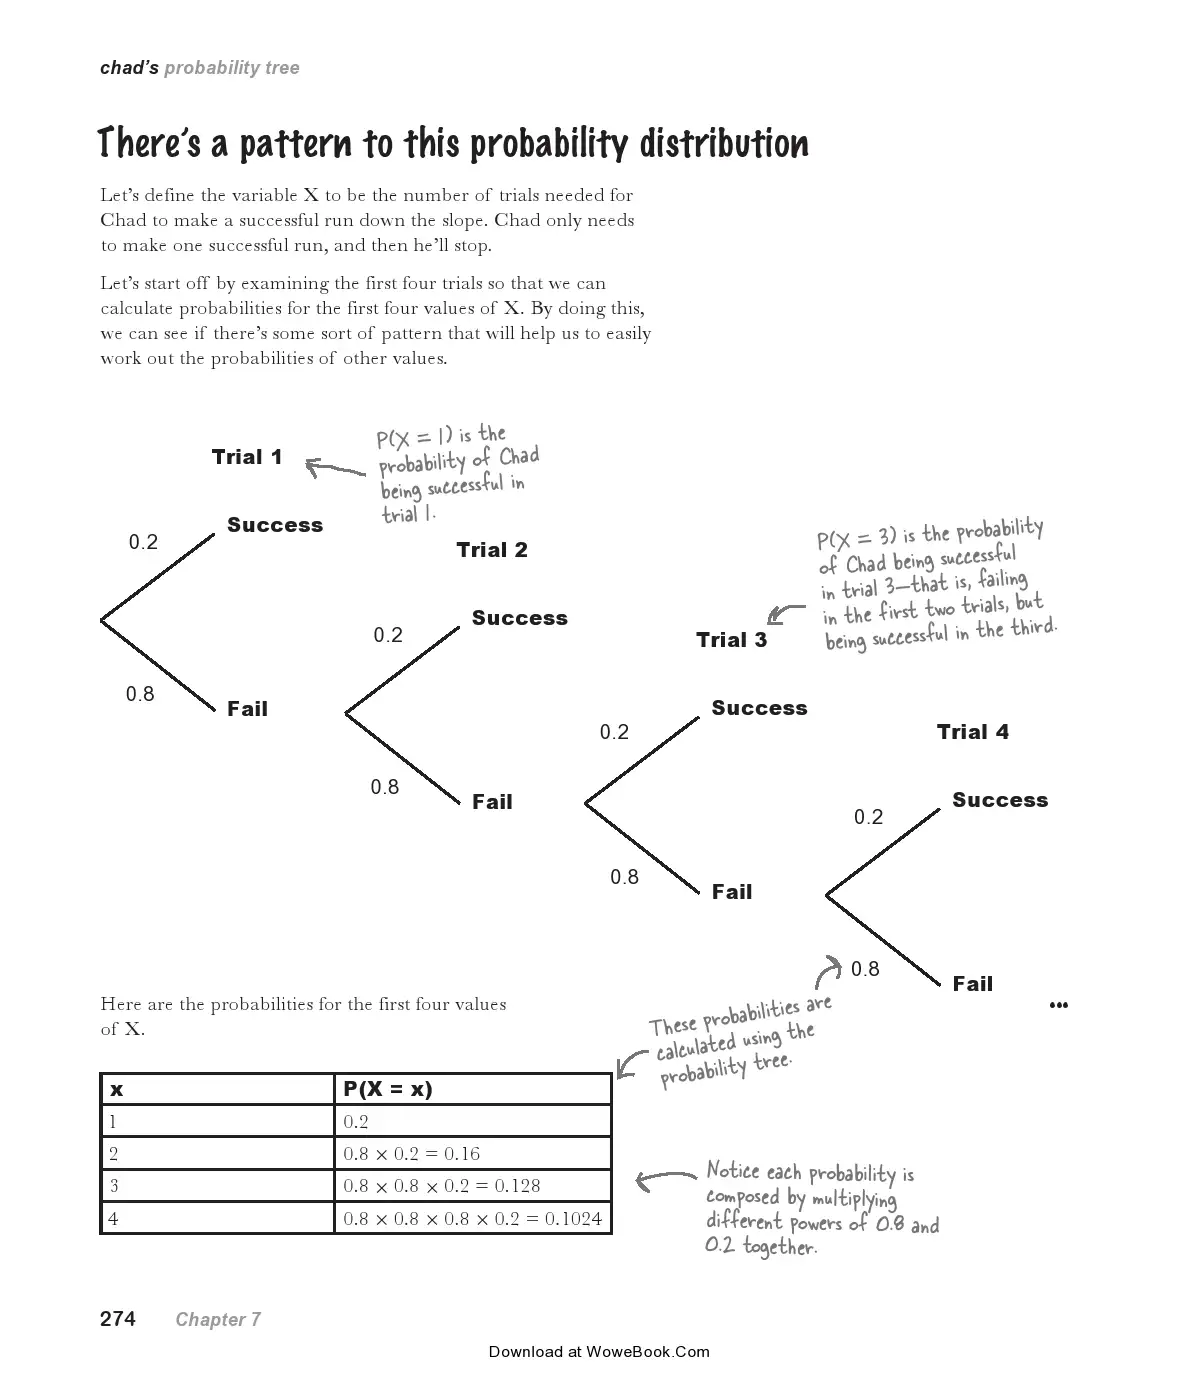 chad's probability tree
There's a pattern to this probability distribution
Let's define the variable X to be the number of trials needed for
Chad to make a successful run down the slope. Chad only needs
to make one successful run, and then he'll stop.
Let's start off by examining the first four trials so that we can
calculate probabilities for the first four values of X. By doing this,
we can see if there's some sort of pattern that will help us to easily
work out the probabilities of other values.
Trial 1
P(X = 1) is the
probability of Chad
being successful in
trial 1.
0.2
Success
0.8
Fail
Trial 2
0.2
Success
0.8
Fail
P(X = 3) is the probability
of Chad being successful
in trial 3—that is, failing
in the first two trials, but
being successful in the third.
Trial 3
0.2
Success
0.8
Fail
Trial 4
0.2
Success
0.8
Fail
...
Here are the probabilities for the first four values
of X.
These probabilities are
calculated using the
probability tree.
x P(X = x)
1 0.2
2 0.8 × 0.2 = 0.16
3 0.8 × 0.8 × 0.2 = 0.128
4 0.8 × 0.8 × 0.8 × 0.2 = 0.1024
Notice each probability is
composed by multiplying
different powers of 0.8 and
0.2 together.
274 Chapter 7
Download at WoweBook.Com